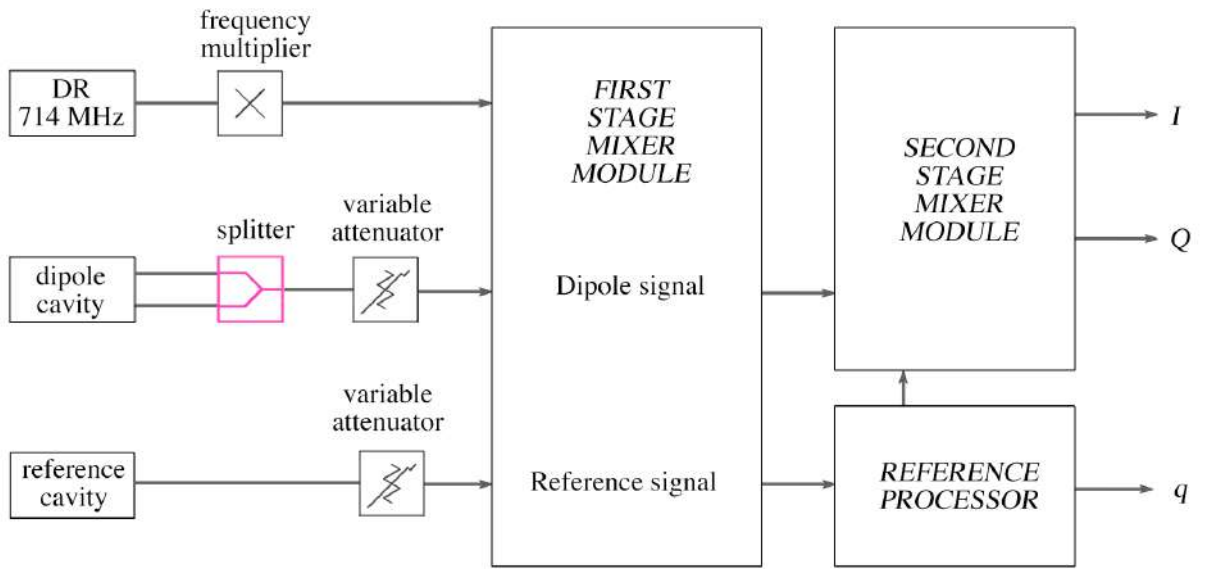 frequency
multiplier
DR
714 MHz
FIRST
STAGE
MIXER
MODULE
SECOND
STAGE
MIXER
MODULE
I
Q
splitter
variable
attenuator
dipole
cavity
Dipole signal
variable
attenuator
reference
cavity
Reference signal
REFERENCE
PROCESSOR
q